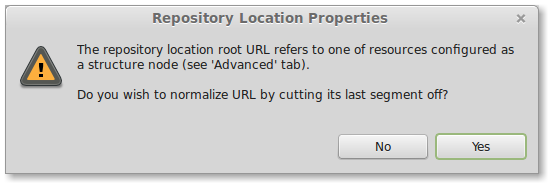 Repository Location Properties
The repository location root URL refers to one of resources configured as
a structure node (see 'Advanced' tab).
Do you wish to normalize URL by cutting its last segment off?
No
Yes